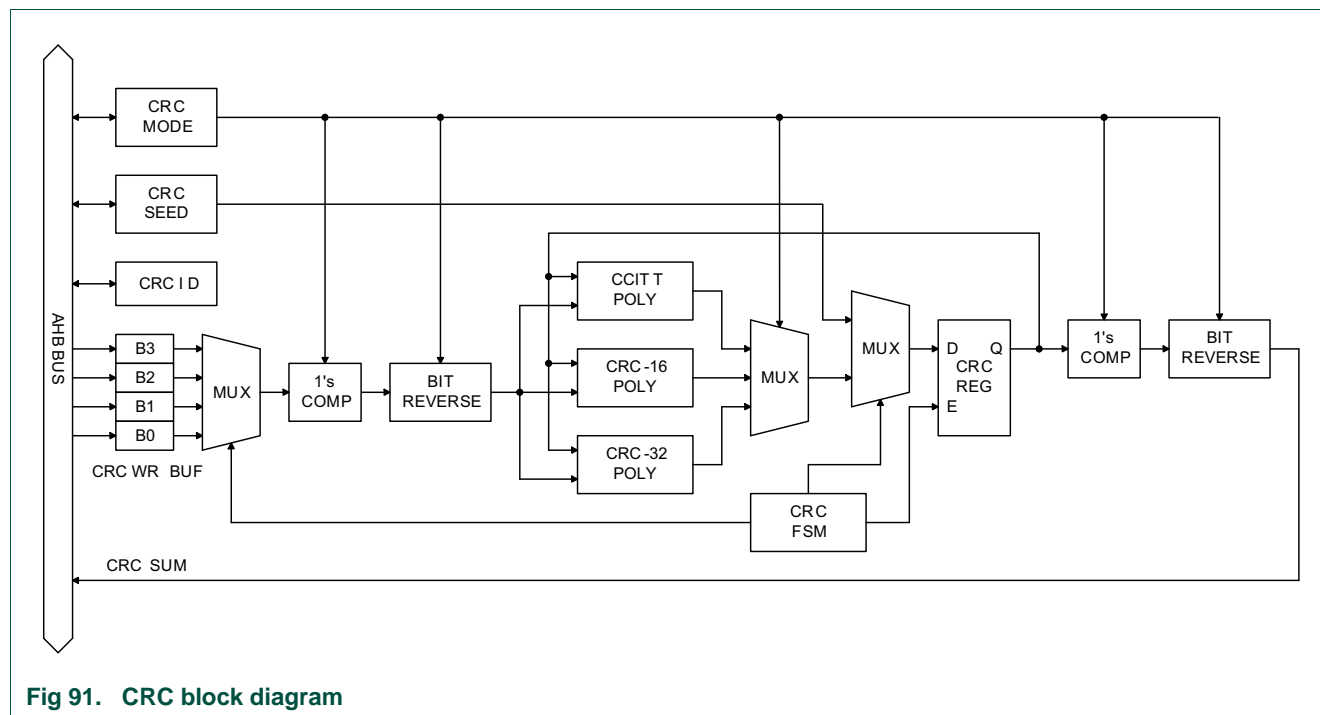 CRC
MODE
CRC
SEED
CRC ID
AHB BUS
B3
B2
B1
B0
CRC WR BUF
MUX
1's
COMP
BIT
REVERSE
CCITT
POLY
CRC-16
POLY
CRC-32
POLY
MUX
MUX
D Q
CRC
REG
E
1's
COMP
BIT
REVERSE
CRC
FSM
CRC SUM
Fig 91. CRC block diagram